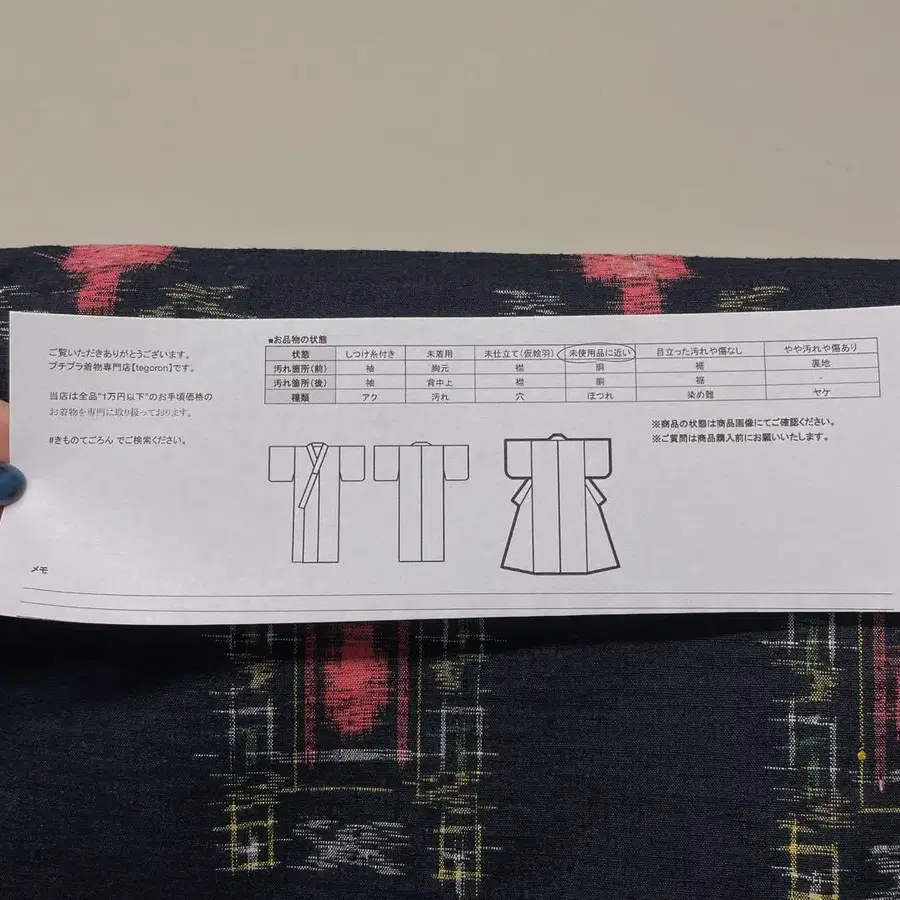 ご覧いただきありがとうございます。
プチプラ着物専門店【tegoron】です。
当店は全品"1万円以下"のお手頃価格の
お着物を専門に取り扱っております。
#きものてごろん でご検索ください。
■お品物の状態
状態 しつけ糸付き 未着用 未仕立て(仮絵羽) 未使用品に近い 目立った汚れや傷なし やや汚れや傷あり
汚れ箇所(前) 袖 胸元 襟 胴 裾 裏地
汚れ箇所(後) 袖 背中上 襟 胴 裾 -
種類 アク 汚れ 穴 ほつれ 染め難 ヤケ
※商品の状態は商品画像にてご確認ください。
※ご質問は商品購入前にお願いいたします。
メモ